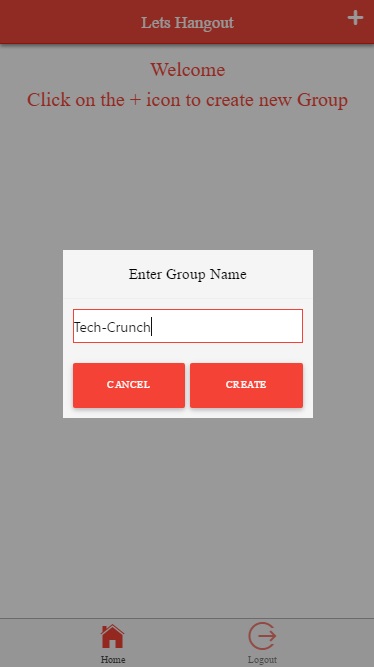 Lets Hangout
Welcome
Click on the + icon to create new Group
Enter Group Name
Tech-Crunch
CANCEL CREATE
Home Logout